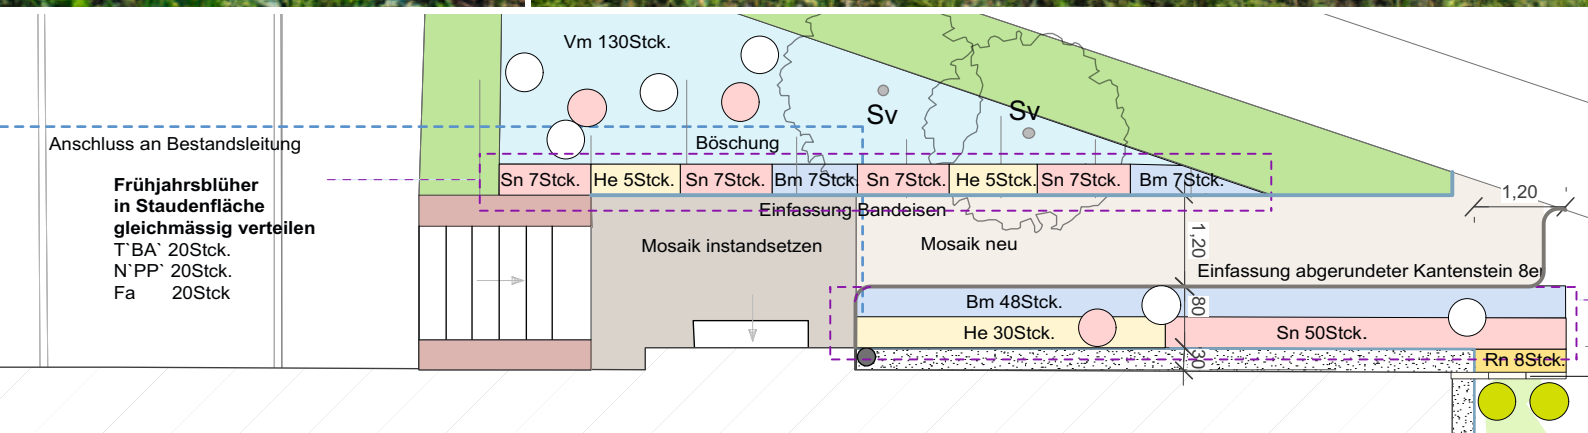 Vm 130Stck.
Sv
Sv
Anschluss an Bestandsleitung
Böschung
Frühjahrsblüher
in Staudenfläche
gleichmässig verteilen
T`BA` 20Stck.
N`PP` 20Stck.
Fa 20Stck
Sn 7Stck.
He 5Stck.
Sn 7Stck.
Bm 7Stck.
Sn 7Stck.
He 5Stck.
Sn 7Stck.
Bm 7Stck.
1,20
Einfassung Bandeisen
Mosaik instandsetzen
Mosaik neu
1,20
Einfassung abgerundeter Kantenstein 8er
Bm 48Stck.
80
He 30Stck.
Sn 50Stck.
30
Rn 8Stck.